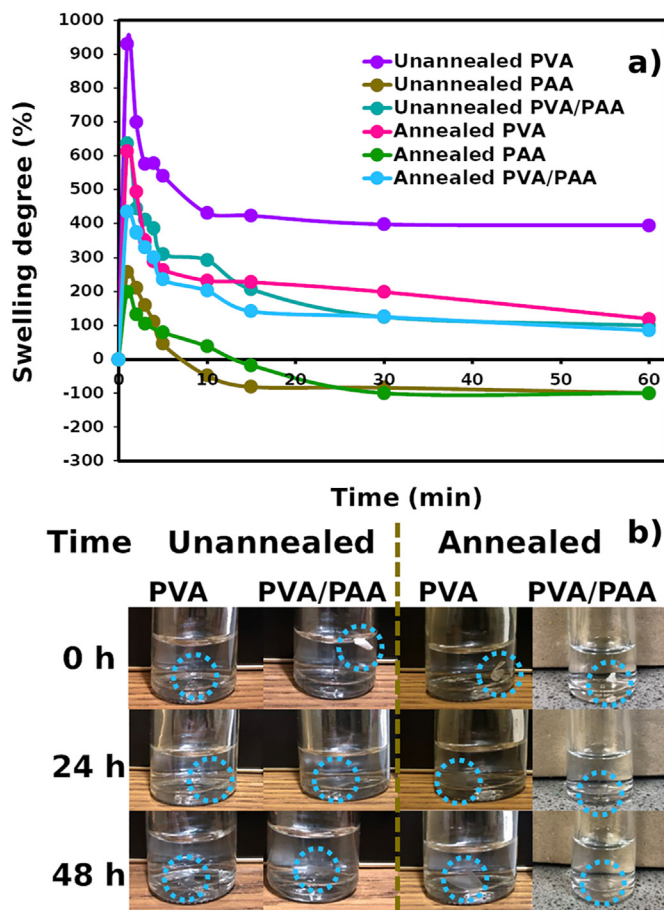 1000
900
800
700
600
500
400
300
200
100
0
-100
-200
-300
Swelling degree (%)
Unannealed PVA
Unannealed PAA
Unannealed PVA/PAA
Annealed PVA
Annealed PAA
Annealed PVA/PAA
a)
0 10 20 30 40 50 60
Time (min)
b)
Time Unannealed Annealed
PVA PVA/PAA PVA PVA/PAA
0 h
24 h
48 h